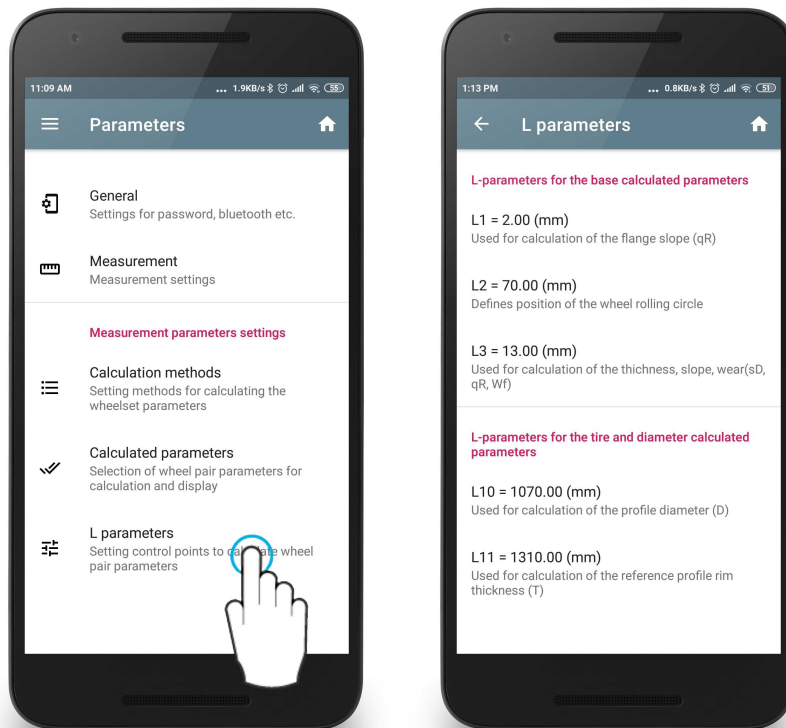 11:09 AM
... 1.9KB/s 55
Parameters
General
Settings for password, bluetooth etc.
Measurement
Measurement settings
Measurement parameters settings
Calculation methods
Setting methods for calculating the
wheelset parameters
Calculated parameters
Selection of wheel pair parameters for
calculation and display
L parameters
Setting control points to calculate wheel
pair parameters
1:13 PM
... 0.8KB/s 51
L parameters
L-parameters for the base calculated parameters
L1 = 2.00 (mm)
Used for calculation of the flange slope (qR)
L2 = 70.00 (mm)
Defines position of the wheel rolling circle
L3 = 13.00 (mm)
Used for calculation of the thichness, slope, wear(sD,
qR, Wf)
L-parameters for the tire and diameter calculated
parameters
L10 = 1070.00 (mm)
Used for calculation of the profile diameter (D)
L11 = 1310.00 (mm)
Used for calculation of the reference profile rim
thickness (T)